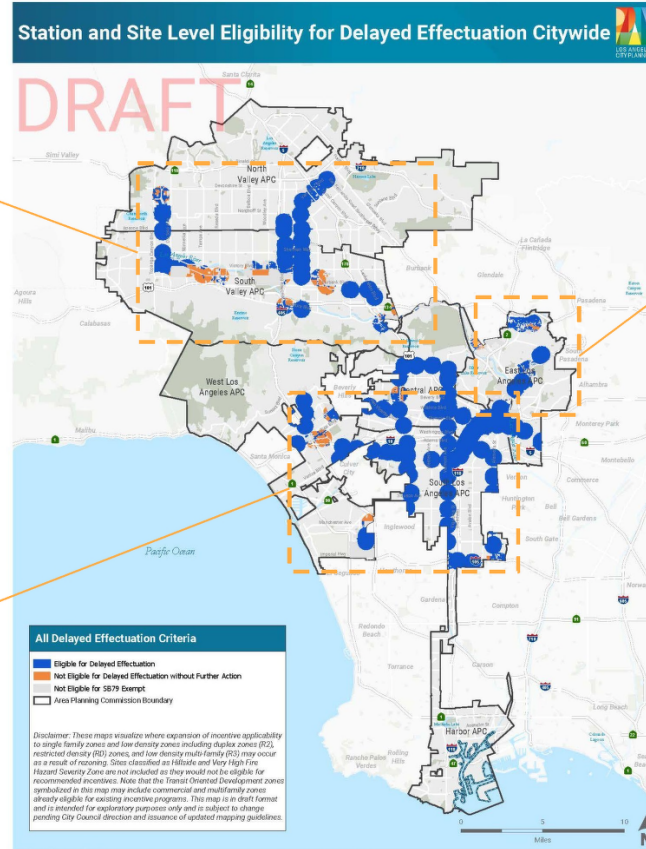 Station and Site Level Eligibility for Delayed Effectuation Citywide
LOS ANGELES
CITY PLANNING
DRAFT
Santa Clarita
Simi Valley
North
Valley APC
La Cañada
Flintridge
Burbank
Glendale
Pasadena
South
Valley APC
Agoura
Hills
Calabasas
101
South
Pasadena
East Los
Angeles APC
Alhambra
West Los
Angeles APC
Beverly
Hills
Central APC
Monterey Park
Malibu
Santa Monica
Culver
City
Montebello
Vernon
Commerce
South Los
Angeles APC
Huntington
Park
Bell
Bell Gardens
Inglewood
South Gate
Pacific Ocean
El Segundo
Hawthorne
Gardena
Compton
Redondo
Beach
Torrance
Carson
Long Beach
Harbor APC
Rancho Palos
Verdes
Rolling
Hills
All Delayed Effectuation Criteria
Eligible for Delayed Effectuation
Not Eligible for Delayed Effectuation without Further Action
Not Eligible for SB79 Exempt
Area Planning Commission Boundary
Disclaimer: These maps visualize where expansion of incentive applicability
to single family zones and low density zones including duplex zones (R2),
restricted density (RD) zones, and low density multi-family (R3) may occur
as a result of rezoning. Sites classified as Hillside and Very High Fire
Hazard Severity Zone are not included as they would not be eligible for
recommended incentives. Note that the Transit Oriented Development zones
symbolized in this map may include commercial and multifamily zones
already eligible for existing incentive programs. This map is in draft format
and is intended for exploratory purposes only and is subject to change
pending City Council direction and issuance of updated mapping guidelines.
0 5 10
Miles
N